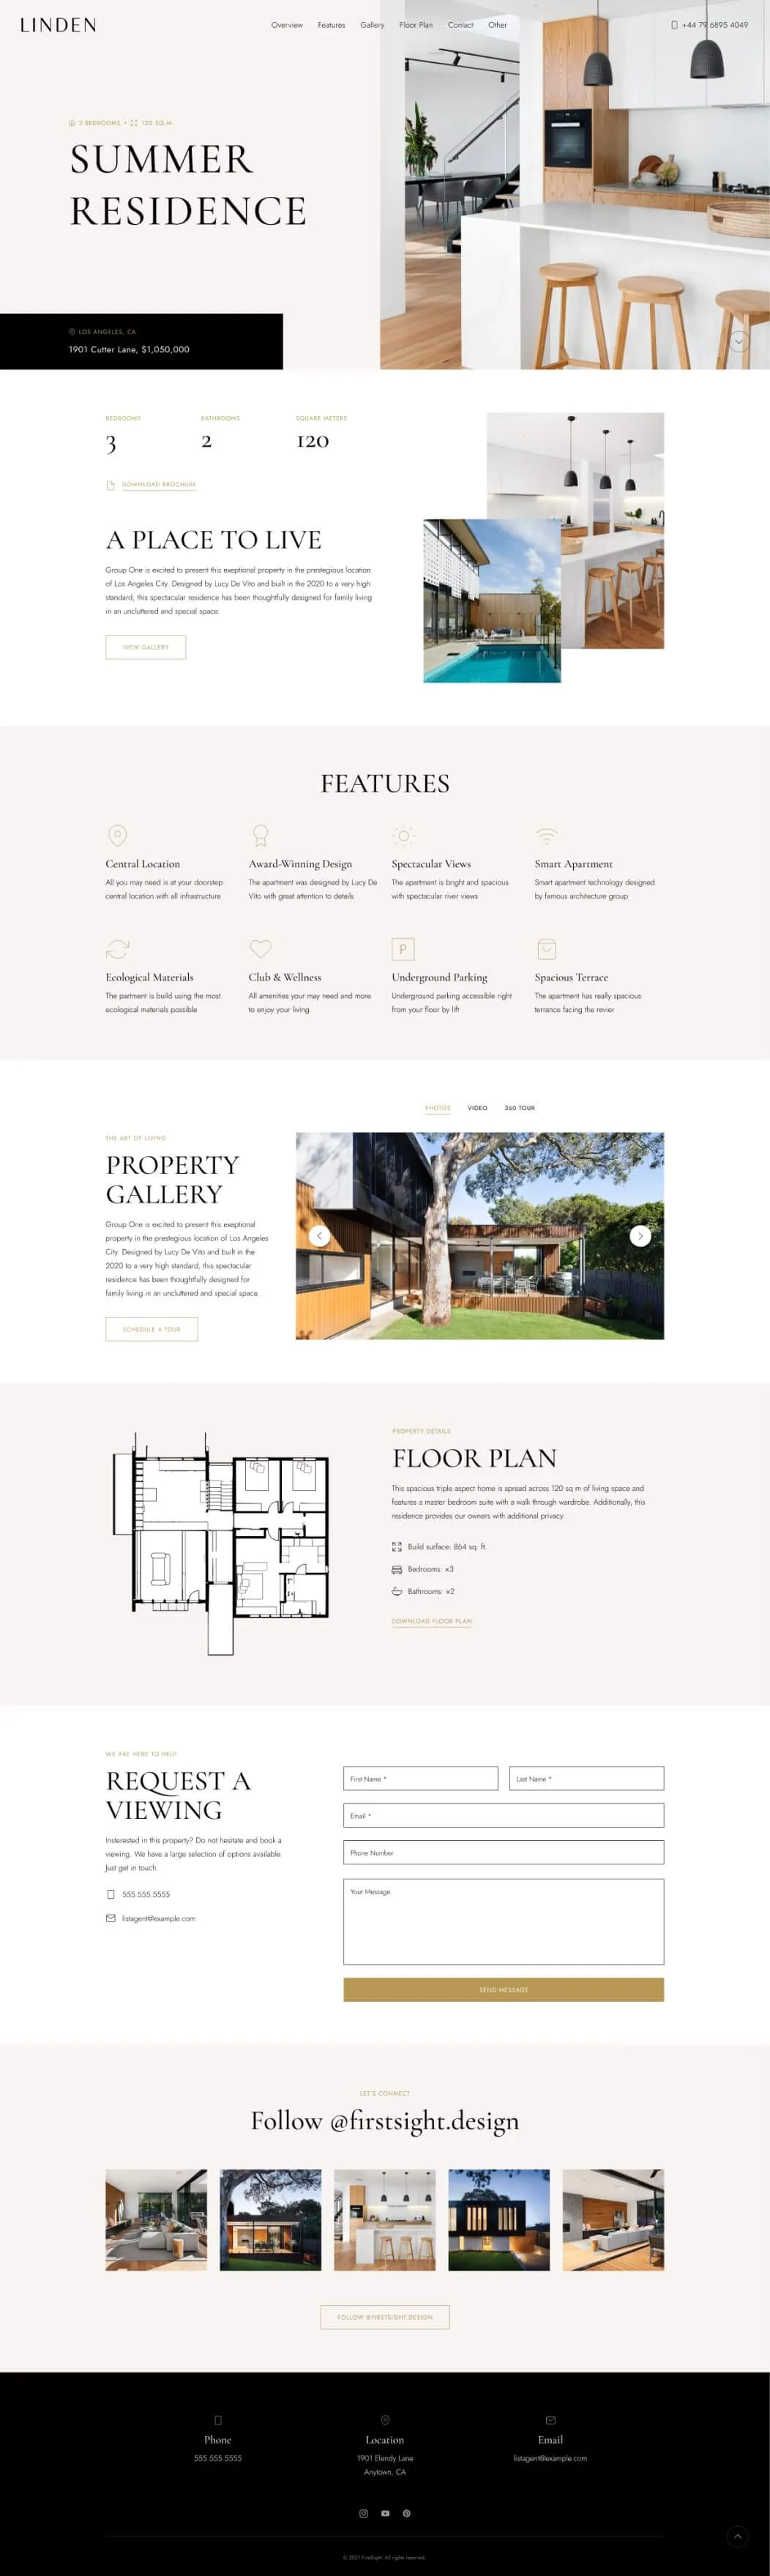 LINDEN
Overview Features Gallery Floor Plan Contact Other
+44 79 6895 4049
3 BEDROOMS • 120 SQ.M.
SUMMER
RESIDENCE
LOS ANGELES, CA
1901 Cutter Lane, $1,050,000
BEDROOMS BATHROOMS SQUARE METERS
3 2 120
DOWNLOAD BROCHURE
A PLACE TO LIVE
Group One is excited to present this exeptional property in the prestegious location
of Los Angeles City. Designed by Lucy De Vito and built in the 2020 to a very high
standard, this spectacular residence has been thoughtfully designed for family living
in an uncluttered and special space.
VIEW GALLERY
FEATURES
Central Location
All you may need is at your doorstep:
central location with all infrastructure
Award-Winning Design
The apartment was designed by Lucy De
Vito with great attention to details
Spectacular Views
The apartment is bright and spacious
with spectacular river views
Smart Apartment
Smart apartment technology designed
by famous architecture group
Ecological Materials
The partment is build using the most
ecological materials possible
Club & Wellness
All amenities your may need and more
to enjoy your living
P
Underground Parking
Underground parking accessible right
from your floor by lift
Spacious Terrace
The apartment has really spacious
terrance facing the revier
PHOTOS VIDEO 360 TOUR
THE ART OF LIVING
PROPERTY
GALLERY
Group One is excited to present this exeptional
property in the prestegious location of Los Angeles
City. Designed by Lucy De Vito and built in the
2020 to a very high standard, this spectacular
residence has been thoughtfully designed for
family living in an uncluttered and special space.
SCHEDULE A TOUR
PROPERTY DETAILS
FLOOR PLAN
This spacious triple aspect home is spread across 120 sq m of living space and
features a master bedroom suite with a walk through wardrobe. Additionally, this
residence provides our owners with additional privacy.
Build surface: 864 sq. ft.
Bedrooms: ×3
Bathrooms: ×2
DOWNLOAD FLOOR PLAN
WE ARE HERE TO HELP
REQUEST A
VIEWING
Insterested in this property? Do not hesitate and book a
viewing. We have a large selection of options available.
Just get in touch.
555.555.5555
listagent@example.com
First Name *
Last Name *
Email *
Phone Number
Your Message
SEND MESSAGE
LET'S CONNECT
Follow @firstsight.design
FOLLOW @FIRSTSIGHT.DESIGN
Phone
555 555 5555
Location
1901 Elendy Lane
Anytown, CA
Email
listagent@example.com
© 2021 FirstSight. All rights reserved.